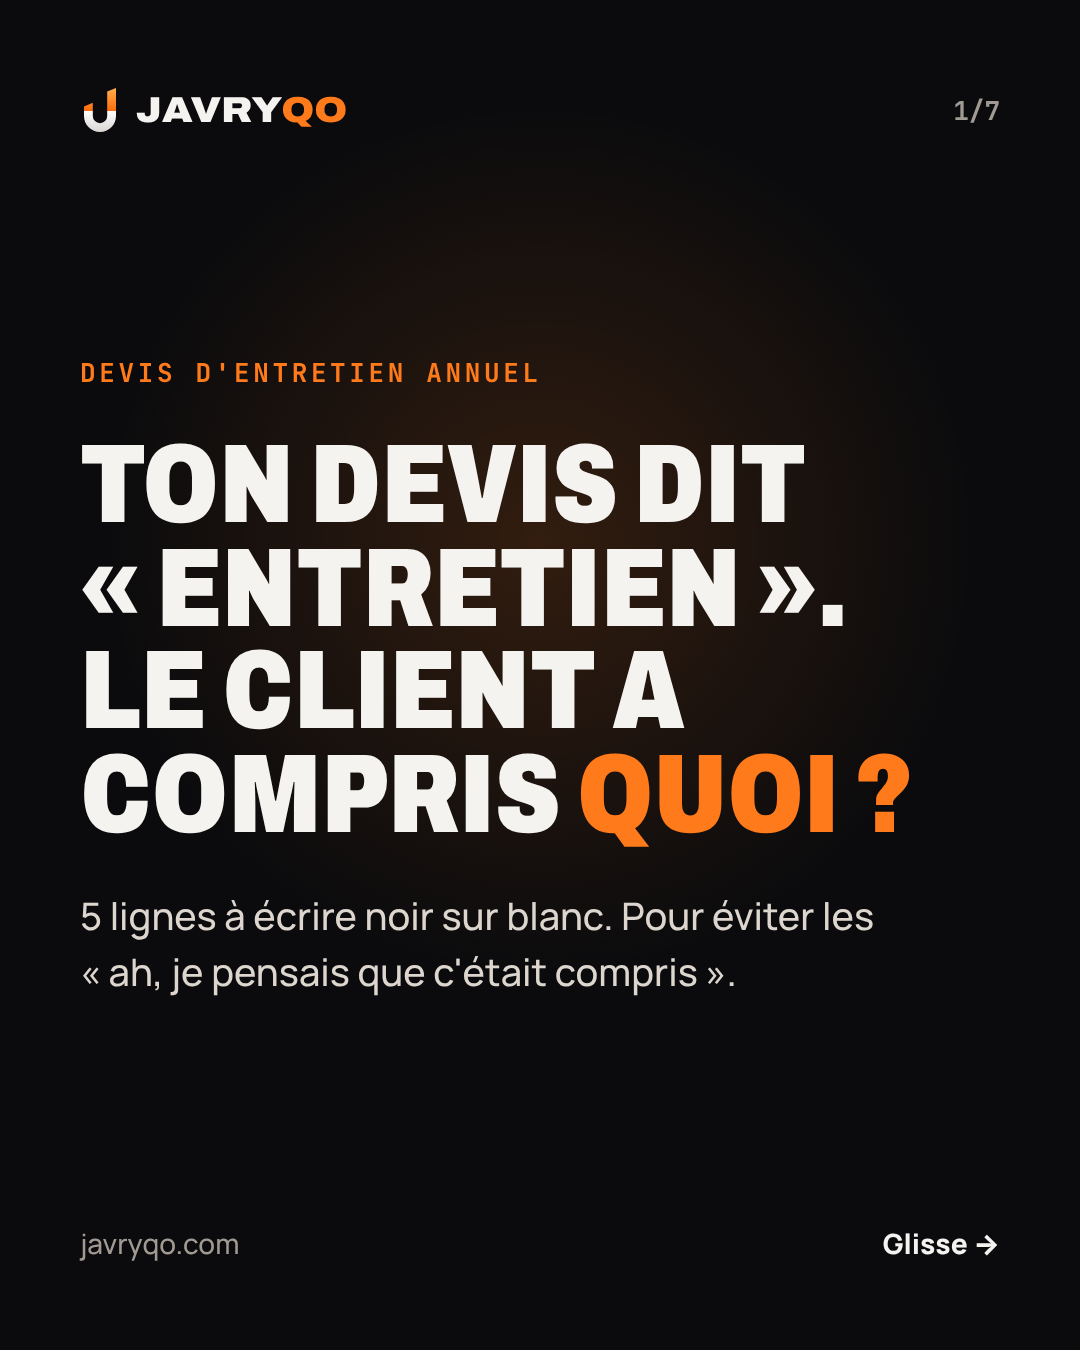 JAVRYQO
1/7
DEVIS D'ENTRETIEN ANNUEL
TON DEVIS DIT
« ENTRETIEN ».
LE CLIENT A
COMPRIS QUOI ?
5 lignes à écrire noir sur blanc. Pour éviter les
« ah, je pensais que c'était compris ».
javryqo.com
Glisse →